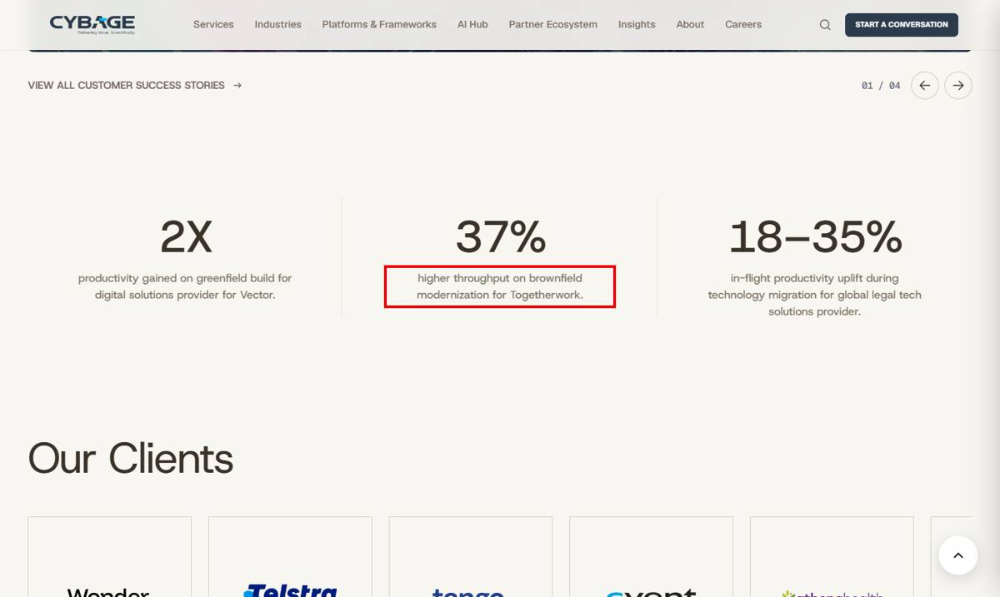 CYBAGE
Delivering Value. Scientifically.
Services
Industries
Platforms & Frameworks
AI Hub
Partner Ecosystem
Insights
About
Careers
START A CONVERSATION
VIEW ALL CUSTOMER SUCCESS STORIES →
01 / 04
2X
productivity gained on greenfield build for
digital solutions provider for Vector.
37%
higher throughput on brownfield
modernization for Togetherwork.
18–35%
in-flight productivity uplift during
technology migration for global legal tech
solutions provider.
Our Clients
Wonder
Telstra
cvent
athenahealth